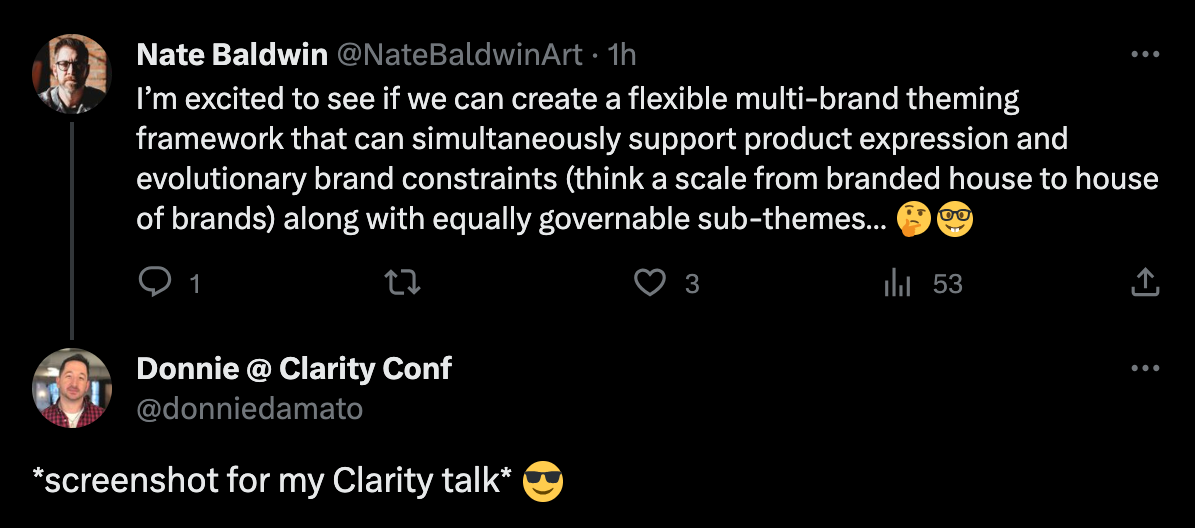 Nate Baldwin @NateBaldwinArt · 1h
I’m excited to see if we can create a flexible multi-brand theming
framework that can simultaneously support product expression and
evolutionary brand constraints (think a scale from branded house to house
of brands) along with equally governable sub-themes... 🤔🤓
1 3 53
Donnie @ Clarity Conf
@donniedamato
*screenshot for my Clarity talk* 😎